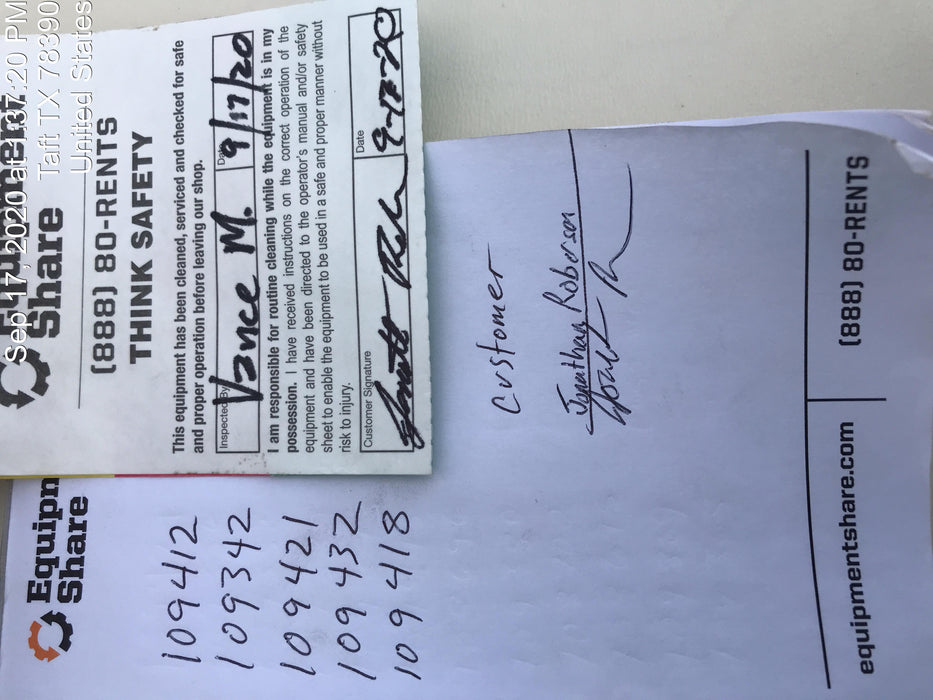 Sep 17, 2020 at 1:37:20 PM
Taft TX 78390
United States
Equipment
Share
(888) 80-RENTS
THINK SAFETY
This equipment has been cleaned, serviced and checked for safe
and proper operation before leaving our shop.
Inspected By
Date
Vance M. 9/17/20
I am responsible for routine cleaning while the equipment is in my
possession. I have received instructions on the correct operation of the
equipment and have been directed to the operator's manual and/or safety
sheet to enable the equipment to be used in a safe and proper manner without
risk to injury.
Customer Signature
Date
9-17-20
Equipm
Share
109412
109342
109421
109432
109418
Customer
Jonathan Roberson
equipmentshare.com
(888) 80-RENTS